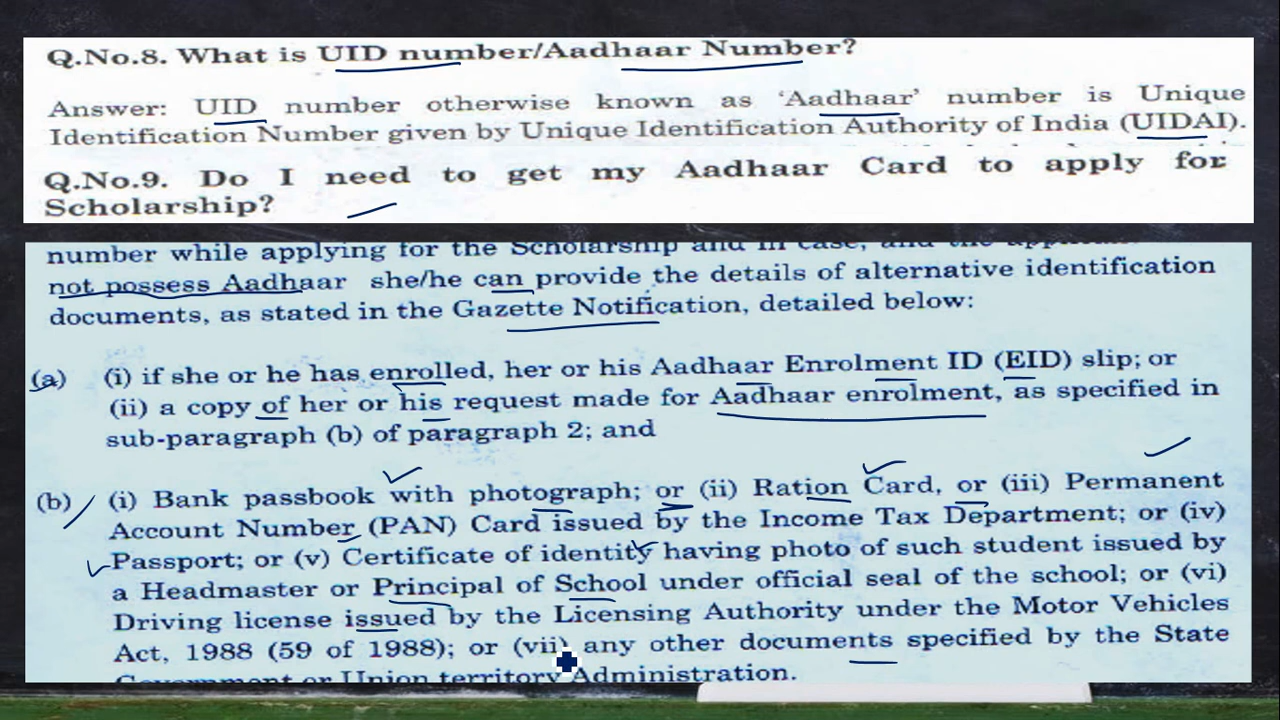 Q.No.8. What is UID number/Aadhaar Number?
Answer: UID number otherwise known as 'Aadhaar' number is Unique
Identification Number given by Unique Identification Authority of India (UIDAI).
Q.No.9. Do I need to get my Aadhaar Card to apply for
Scholarship?
number while applying for the Scholarship and in case, and the
not possess Aadhaar she/he can provide the details of alternative identification
documents, as stated in the Gazette Notification, detailed below:
(a) (i) if she or he has enrolled, her or his Aadhaar Enrolment ID (EID) slip; or
(ii) a copy of her or his request made for Aadhaar enrolment, as specified in
sub-paragraph (b) of paragraph 2; and
(b) (i) Bank passbook with photograph; or (ii) Ration Card, or (iii) Permanent
Account Number (PAN) Card issued by the Income Tax Department; or (iv)
Passport; or (v) Certificate of identity having photo of such student issued by
a Headmaster or Principal of School under official seal of the school; or (vi)
Driving license issued by the Licensing Authority under the Motor Vehicles
Act, 1988 (59 of 1988); or (vii) any other documents specified by the State
Government or Union territory Administration.